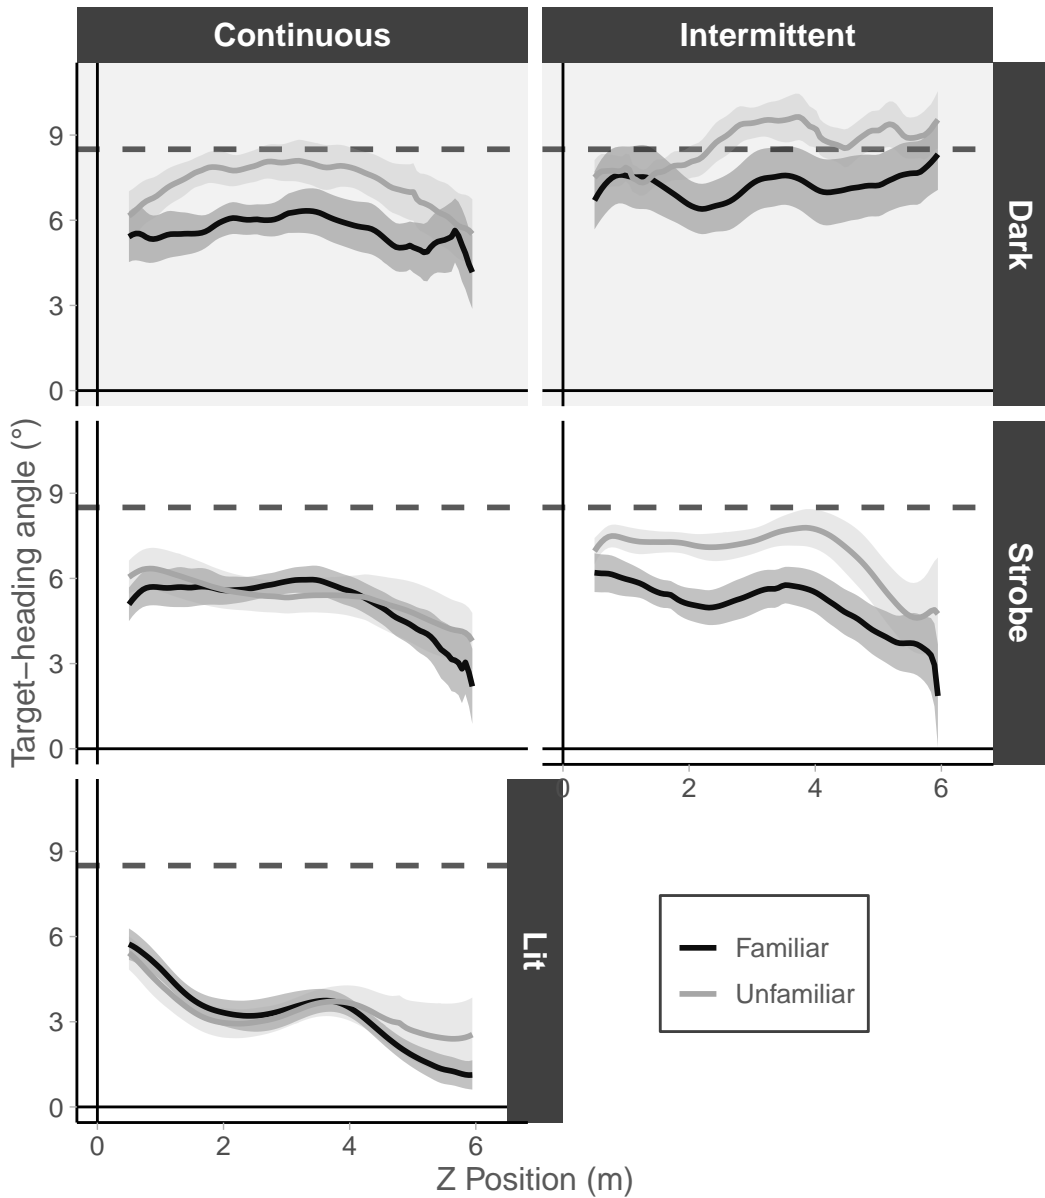 Continuous
Intermittent
9
6
3
0
Dark
Target−heading angle (°)
9
6
3
0
Strobe
0 2 4 6
9
6
3
0
Lit
Familiar
Unfamiliar
0 2 4 6
Z Position (m)